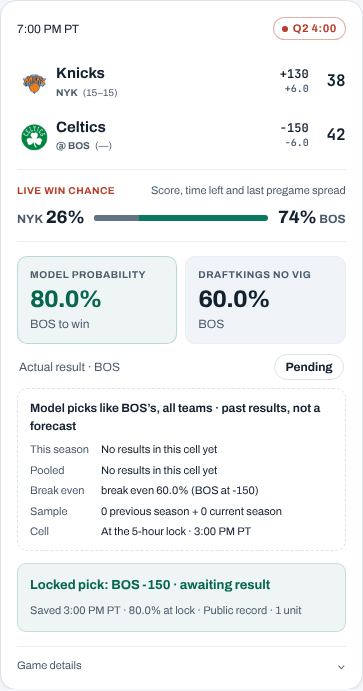 7:00 PM PT
Q2 4:00
Knicks
+130
38
NYK (15–15)
+6.0
Celtics
-150
42
@ BOS (—)
-6.0
LIVE WIN CHANCE
Score, time left and last pregame spread
NYK 26%
74% BOS
MODEL PROBABILITY
80.0%
BOS to win
DRAFTKINGS NO VIG
60.0%
BOS
Actual result · BOS
Pending
Model picks like BOS's, all teams · past results, not a
forecast
This season No results in this cell yet
Pooled No results in this cell yet
Break even break even 60.0% (BOS at -150)
Sample 0 previous season + 0 current season
Cell At the 5-hour lock · 3:00 PM PT
Locked pick: BOS -150 · awaiting result
Saved 3:00 PM PT · 80.0% at lock · Public record · 1 unit
Game details